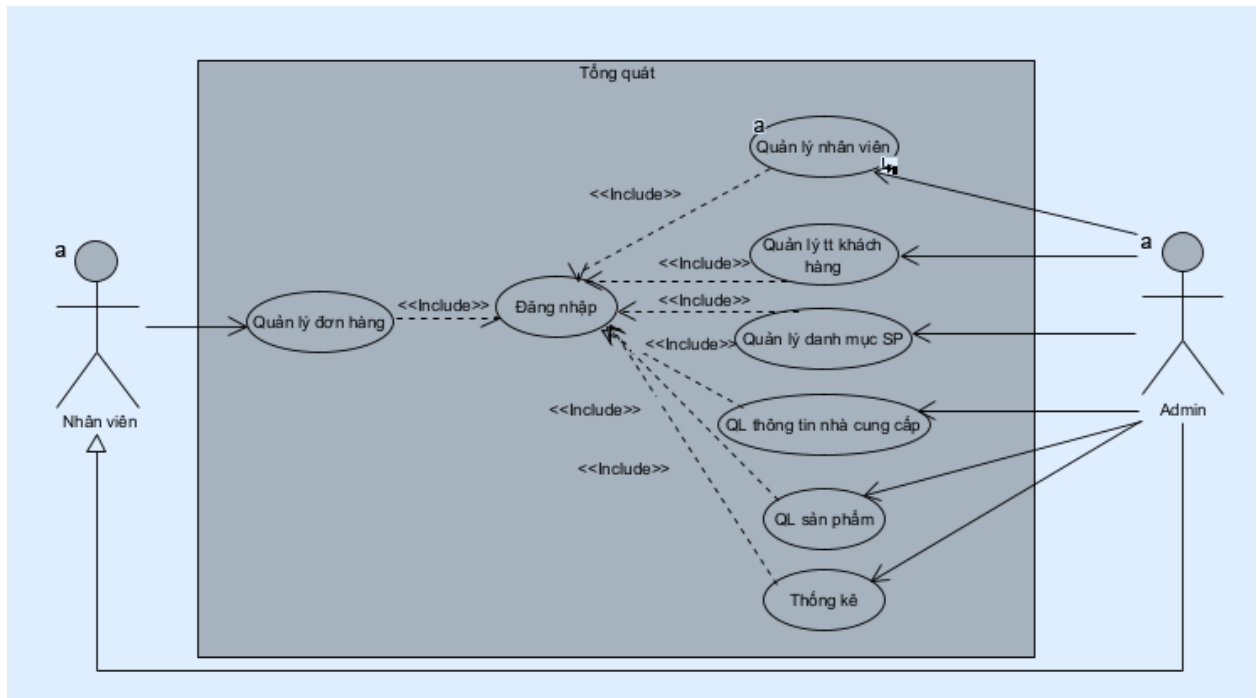 Tổng quát
a
Quản lý nhân viên
<<Include>>
a
Nhân viên
Quản lý đơn hàng
<<Include>>
Đăng nhập
<<Include>>
Quản lý tt khách
hàng
<<Include>>
Quản lý danh mục SP
<<Include>>
QL thông tin nhà cung cấp
<<Include>>
QL sản phẩm
<<Include>>
Thống kê
a
Admin